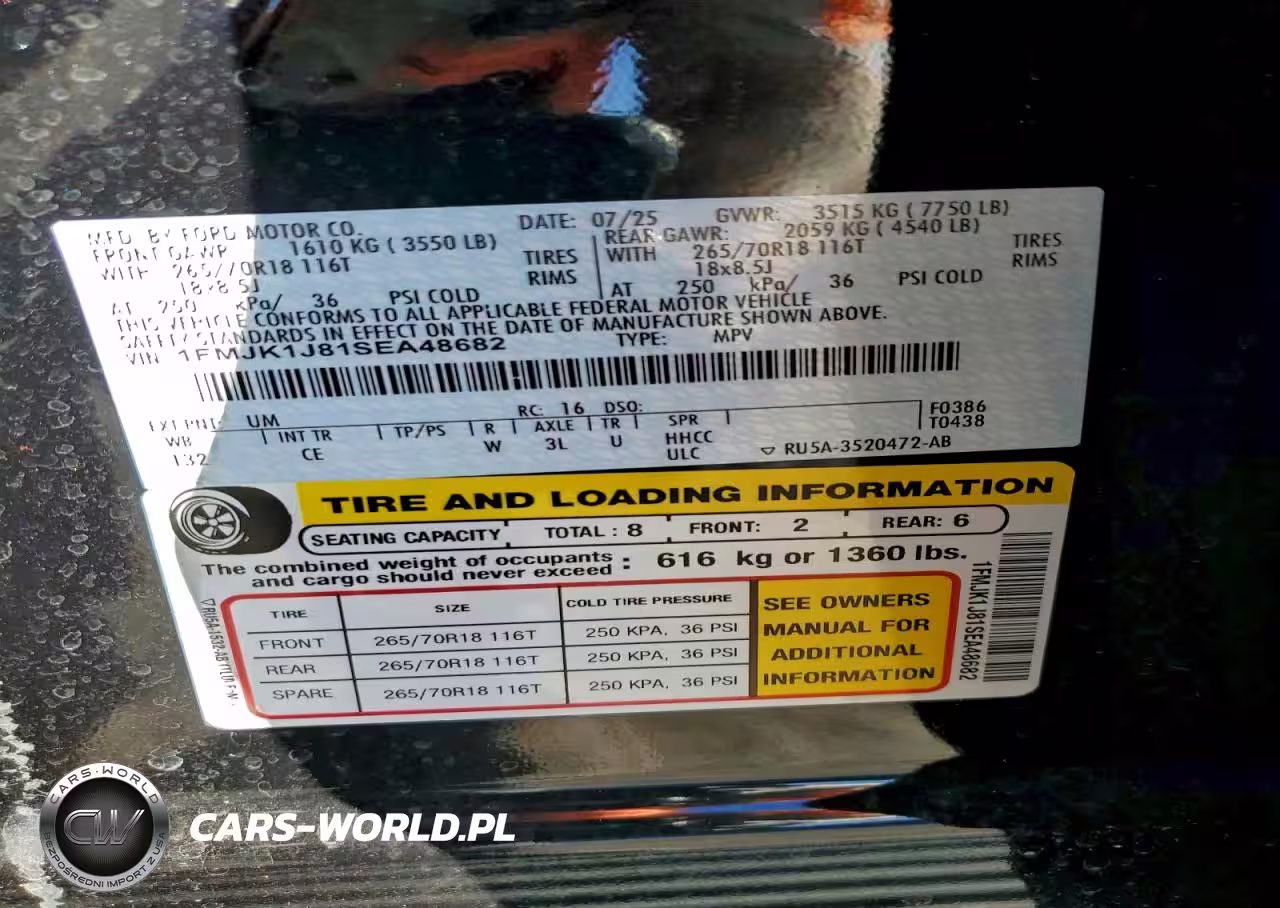 MFD. BY FORD MOTOR CO. DATE: 07/25 GVWR: 3515 KG ( 7750 LB)
FRONT GAWR 1610 KG ( 3550 LB) REAR GAWR: 2059 KG ( 4540 LB)
WITH 265/70R18 116T TIRES WITH 265/70R18 116T TIRES
18x8.5J RIMS 18x8.5J RIMS
AT 250 kPa/ 36 PSI COLD AT 250 kPa/ 36 PSI COLD
THIS VEHICLE CONFORMS TO ALL APPLICABLE FEDERAL MOTOR VEHICLE
SAFETY STANDARDS IN EFFECT ON THE DATE OF MANUFACTURE SHOWN ABOVE.
VIN 1FMJK1J81SEA48682 TYPE: MPV
EXT PNT: UM RC: 16 DSO: F0386
WB INT TR TP/PS R AXLE TR SPR T0438
132 CE W 3L U HHCC
ULC RU5A-3520472-AB
TIRE AND LOADING INFORMATION
SEATING CAPACITY TOTAL : 8 FRONT: 2 REAR: 6
The combined weight of occupants and cargo should never exceed : 616 kg or 1360 lbs.
TIRE SIZE COLD TIRE PRESSURE
FRONT 265/70R18 116T 250 KPA, 36 PSI
REAR 265/70R18 116T 250 KPA, 36 PSI
SPARE 265/70R18 116T 250 KPA, 36 PSI
SEE OWNERS
MANUAL FOR
ADDITIONAL
INFORMATION
1FMJK1J81SEA48682
RU5A-1532-AB
CARS-WORLD
CW
BEZPOŚREDNI IMPORT Z USA
CARS-WORLD.PL